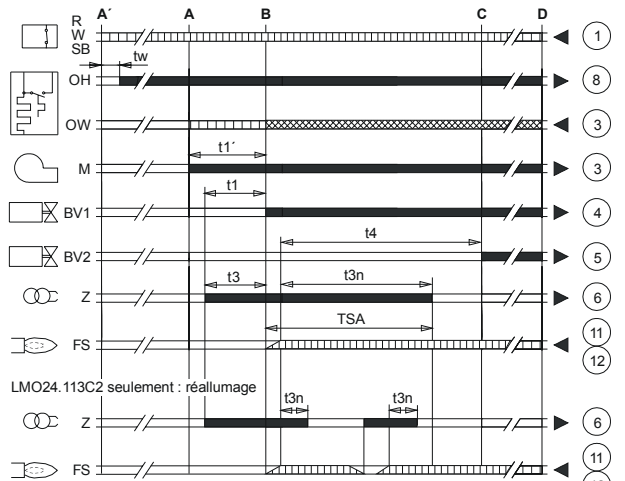 A´ A B C D
R
W
SB
1
tw
OH
8
OW
3
t1´
M
3
t1
BV1
4
t4
BV2
5
t3 t3n
Z
6
TSA
FS
11
12
LMO24.113C2 seulement : réallumage
t3n t3n
Z
6
FS
11